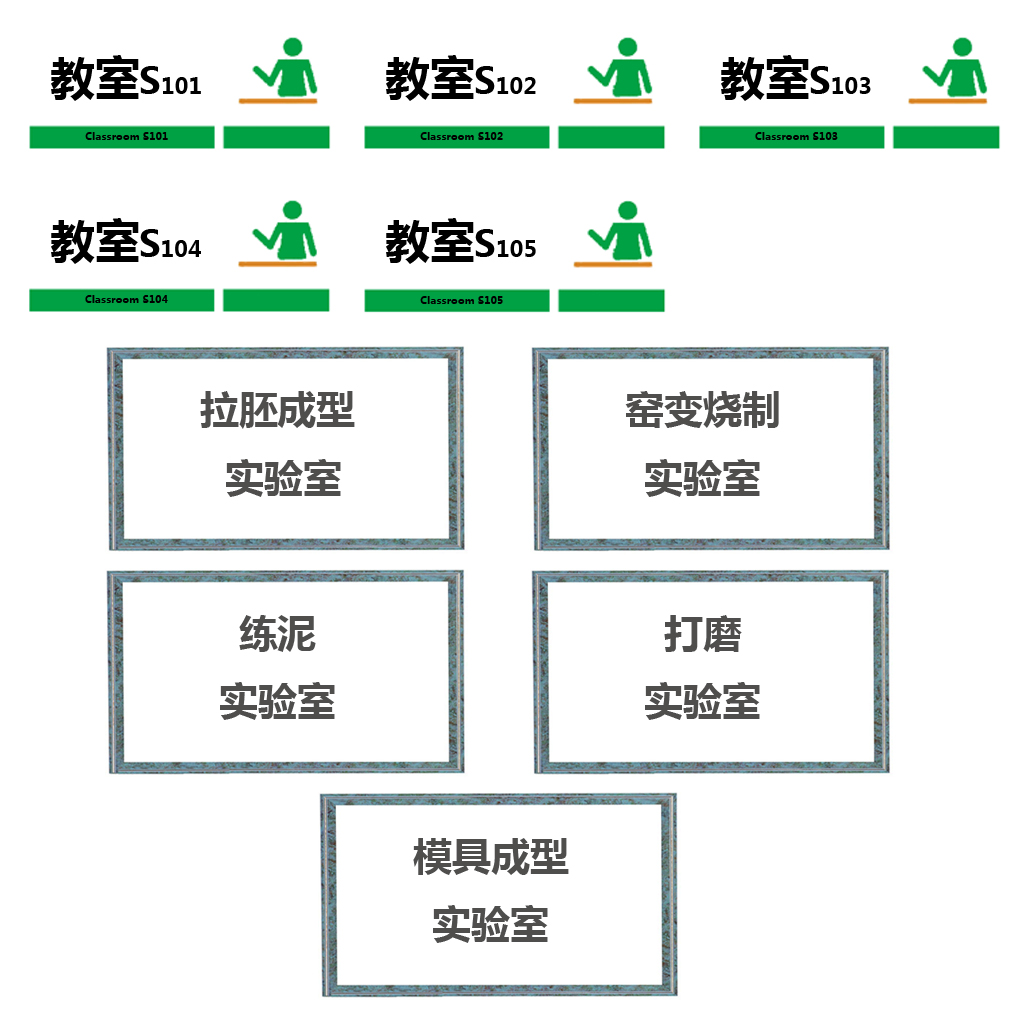 教室S101
Classroom S101
教室S102
Classroom S102
教室S103
Classroom S103
教室S104
Classroom S104
教室S105
Classroom S105
拉胚成型
实验室
窑变烧制
实验室
练泥
实验室
打磨
实验室
模具成型
实验室